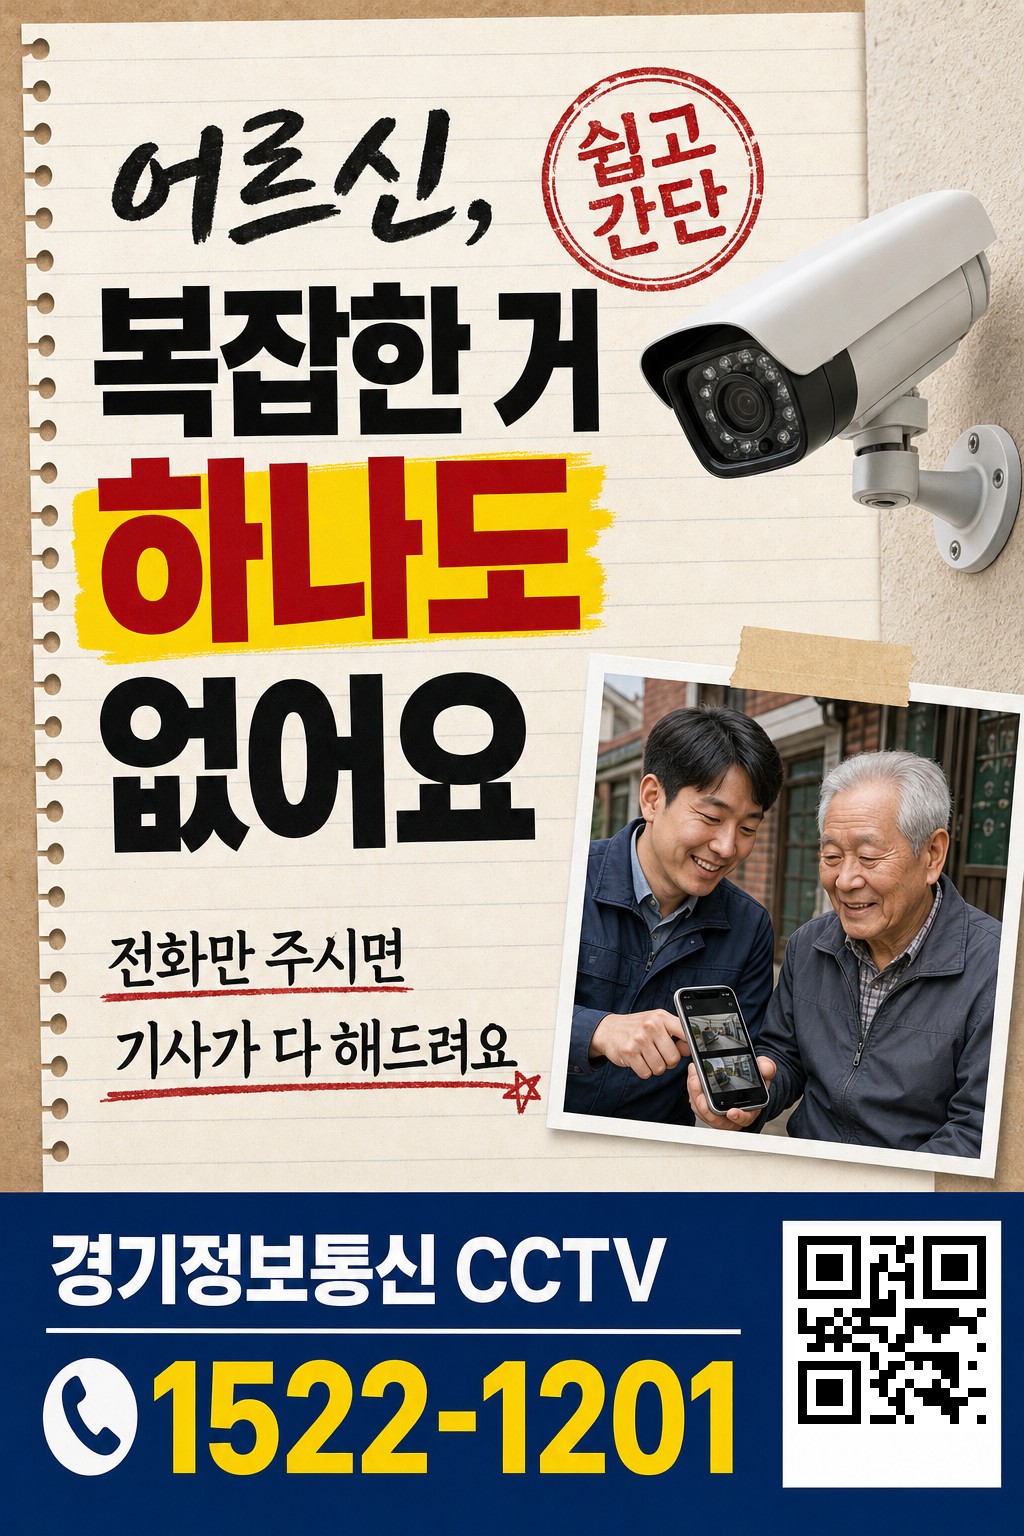 어르신,
쉽고
간단
복잡한 거
하나도
없어요
전화만 주시면
기사가 다 해드려요
경기정보통신 CCTV
1522-1201